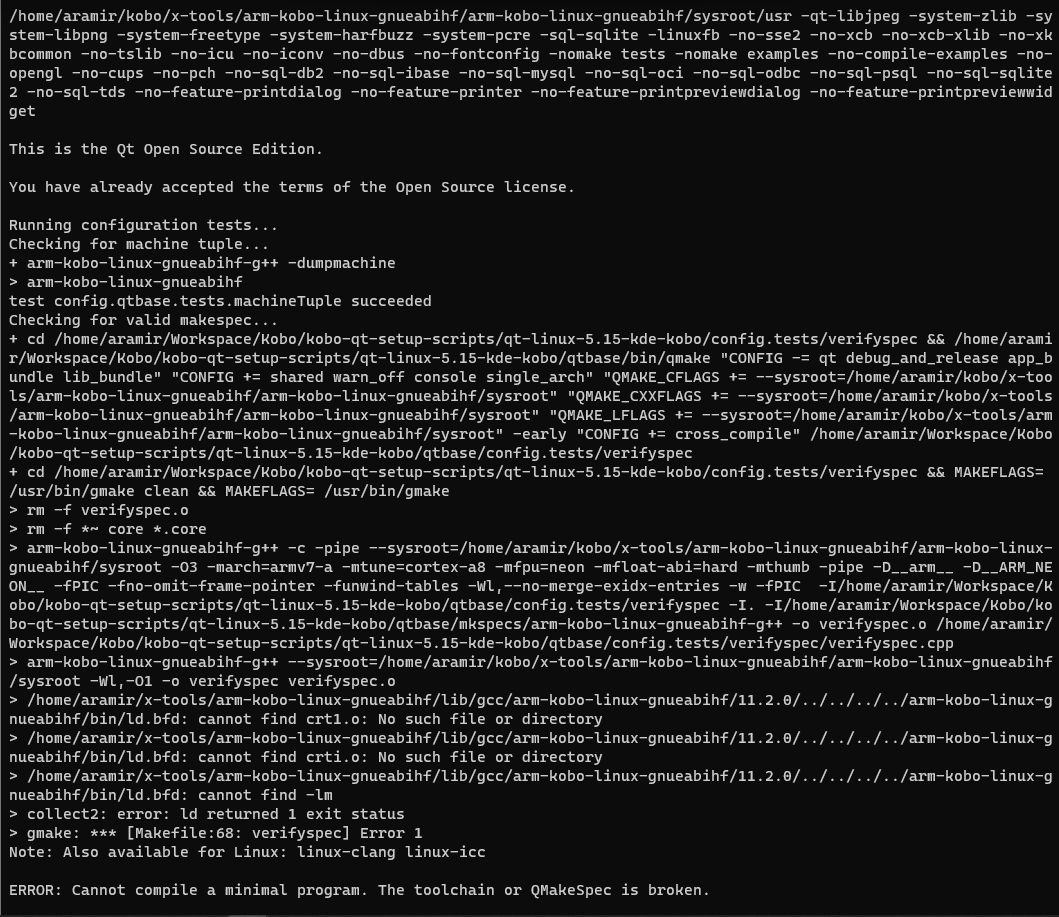 /home/aramir/kobo/x-tools/arm-kobo-linux-gnueabihf/arm-kobo-linux-gnueabihf/sysroot/usr -qt-libjpeg -system-zlib -sy
stem-libpng -system-freetype -system-harfbuzz -system-pcre -sql-sqlite -linuxfb -no-sse2 -no-xcb -no-xcb-xlib -no-xk
bcommon -no-tslib -no-icu -no-iconv -no-dbus -no-fontconfig -nomake tests -nomake examples -no-compile-examples -no-
opengl -no-cups -no-pch -no-sql-db2 -no-sql-ibase -no-sql-mysql -no-sql-oci -no-sql-odbc -no-sql-psql -no-sql-sqlite
2 -no-sql-tds -no-feature-printdialog -no-feature-printer -no-feature-printpreviewdialog -no-feature-printpreviewwid
get
This is the Qt Open Source Edition.
You have already accepted the terms of the Open Source license.
Running configuration tests...
Checking for machine tuple...
+ arm-kobo-linux-gnueabihf-g++ -dumpmachine
> arm-kobo-linux-gnueabihf
test config.qtbase.tests.machineTuple succeeded
Checking for valid makespec...
+ cd /home/aramir/Workspace/Kobo/kobo-qt-setup-scripts/qt-linux-5.15-kde-kobo/config.tests/verifyspec && /home/arami
r/Workspace/Kobo/kobo-qt-setup-scripts/qt-linux-5.15-kde-kobo/qtbase/bin/qmake "CONFIG -= qt debug_and_release app_b
undle lib_bundle" "CONFIG += shared warn_off console single_arch" "QMAKE_CFLAGS += --sysroot=/home/aramir/kobo/x-too
ls/arm-kobo-linux-gnueabihf/arm-kobo-linux-gnueabihf/sysroot" "QMAKE_CXXFLAGS += --sysroot=/home/aramir/kobo/x-tools
/arm-kobo-linux-gnueabihf/arm-kobo-linux-gnueabihf/sysroot" "QMAKE_LFLAGS += --sysroot=/home/aramir/kobo/x-tools/arm
-kobo-linux-gnueabihf/arm-kobo-linux-gnueabihf/sysroot" -early "CONFIG += cross_compile" /home/aramir/Workspace/Kobo
/kobo-qt-setup-scripts/qt-linux-5.15-kde-kobo/qtbase/config.tests/verifyspec
+ cd /home/aramir/Workspace/Kobo/kobo-qt-setup-scripts/qt-linux-5.15-kde-kobo/config.tests/verifyspec && MAKEFLAGS=
/usr/bin/gmake clean && MAKEFLAGS= /usr/bin/gmake
> rm -f verifyspec.o
> rm -f *~ core *.core
> arm-kobo-linux-gnueabihf-g++ -c -pipe --sysroot=/home/aramir/kobo/x-tools/arm-kobo-linux-gnueabihf/arm-kobo-linux-
gnueabihf/sysroot -O3 -march=armv7-a -mtune=cortex-a8 -mfpu=neon -mfloat-abi=hard -mthumb -pipe -D__arm__ -D__ARM_NE
ON__ -fPIC -fno-omit-frame-pointer -funwind-tables -Wl,--no-merge-exidx-entries -w -fPIC  -I/home/aramir/Workspace/K
obo/kobo-qt-setup-scripts/qt-linux-5.15-kde-kobo/qtbase/config.tests/verifyspec -I. -I/home/aramir/Workspace/Kobo/ko
bo-qt-setup-scripts/qt-linux-5.15-kde-kobo/qtbase/mkspecs/arm-kobo-linux-gnueabihf-g++ -o verifyspec.o /home/aramir/
Workspace/Kobo/kobo-qt-setup-scripts/qt-linux-5.15-kde-kobo/qtbase/config.tests/verifyspec/verifyspec.cpp
> arm-kobo-linux-gnueabihf-g++ --sysroot=/home/aramir/kobo/x-tools/arm-kobo-linux-gnueabihf/arm-kobo-linux-gnueabihf
/sysroot -Wl,-O1 -o verifyspec verifyspec.o
> /home/aramir/x-tools/arm-kobo-linux-gnueabihf/lib/gcc/arm-kobo-linux-gnueabihf/11.2.0/../../../../arm-kobo-linux-g
nueabihf/bin/ld.bfd: cannot find crt1.o: No such file or directory
> /home/aramir/x-tools/arm-kobo-linux-gnueabihf/lib/gcc/arm-kobo-linux-gnueabihf/11.2.0/../../../../arm-kobo-linux-g
nueabihf/bin/ld.bfd: cannot find crti.o: No such file or directory
> /home/aramir/x-tools/arm-kobo-linux-gnueabihf/lib/gcc/arm-kobo-linux-gnueabihf/11.2.0/../../../../arm-kobo-linux-g
nueabihf/bin/ld.bfd: cannot find -lm
> collect2: error: ld returned 1 exit status
> gmake: *** [Makefile:68: verifyspec] Error 1
Note: Also available for Linux: linux-clang linux-icc
ERROR: Cannot compile a minimal program. The toolchain or QMakeSpec is broken.